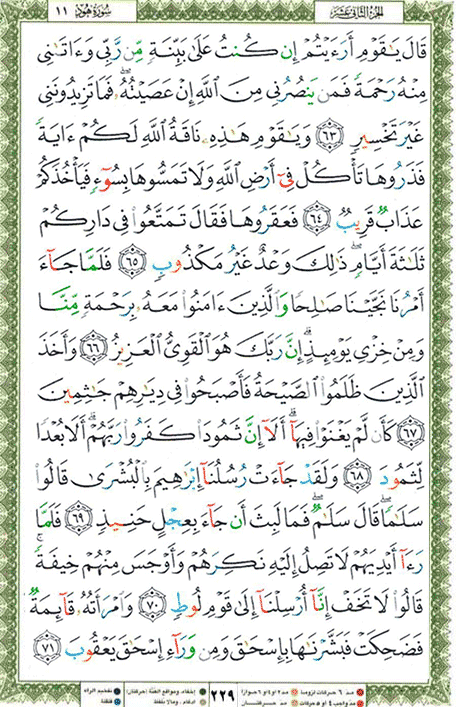 الجزء الثاني عشر سورة هود ١١
قَالَ يَٰقَوْمِ أَرَءَيْتُمْ إِن كُنتُ عَلَىٰ بَيِّنَةٍ مِّن رَّبِّى وَءَاتَىٰنِى
مِنْهُ رَحْمَةً فَمَن يَنصُرُنِى مِنَ ٱللَّهِ إِنْ عَصَيْتُهُۥ ۖ فَمَا تَزِيدُونَنِى
غَيْرَ تَخْسِيرٍ ٦٣ وَيَٰقَوْمِ هَٰذِهِۦ نَاقَةُ ٱللَّهِ لَكُمْ ءَايَةً
فَذَرُوهَا تَأْكُلْ فِىٓ أَرْضِ ٱللَّهِ وَلَا تَمَسُّوهَا بِسُوٓءٍ فَيَأْخُذَكُمْ
عَذَابٌ قَرِيبٌ ٦٤ فَعَقَرُوهَا فَقَالَ تَمَتَّعُوا۟ فِى دَارِكُمْ
ثَلَٰثَةَ أَيَّامٍ ۖ ذَٰلِكَ وَعْدٌ غَيْرُ مَكْذُوبٍ ٦٥ فَلَمَّا جَآءَ
أَمْرُنَا نَجَّيْنَا صَٰلِحًا وَٱلَّذِينَ ءَامَنُوا۟ مَعَهُۥ بِرَحْمَةٍ مِّنَّا
وَمِنْ خِزْىِ يَوْمِئِذٍ ۗ إِنَّ رَبَّكَ هُوَ ٱلْقَوِىُّ ٱلْعَزِيزُ ٦٦ وَأَخَذَ
ٱلَّذِينَ ظَلَمُوا۟ ٱلصَّيْحَةُ فَأَصْبَحُوا۟ فِى دِيَٰرِهِمْ جَٰثِمِينَ
٦٧ كَأَن لَّمْ يَغْنَوْا۟ فِيهَآ ۗ أَلَآ إِنَّ ثَمُودَا۟ كَفَرُوا۟ رَبَّهُمْ ۗ أَلَا بُعْدًا
لِّثَمُودَ ٦٨ وَلَقَدْ جَآءَتْ رُسُلُنَآ إِبْرَٰهِيمَ بِٱلْبُشْرَىٰ قَالُوا۟
سَلَٰمًا ۖ قَالَ سَلَٰمٌ ۖ فَمَا لَبِثَ أَن جَآءَ بِعِجْلٍ حَنِيذٍ ٦٩ فَلَمَّا
رَءَآ أَيْدِيَهُمْ لَا تَصِلُ إِلَيْهِ نَكِرَهُمْ وَأَوْجَسَ مِنْهُمْ خِيفَةً ۚ
قَالُوا۟ لَا تَخَفْ إِنَّآ أُرْسِلْنَآ إِلَىٰ قَوْمِ لُوطٍ ٧٠ وَٱمْرَأَتُهُۥ قَآئِمَةٌ
فَضَحِكَتْ فَبَشَّرْنَٰهَا بِإِسْحَٰقَ وَمِن وَرَآءِ إِسْحَٰقَ يَعْقُوبَ ٧١
٢٢٩